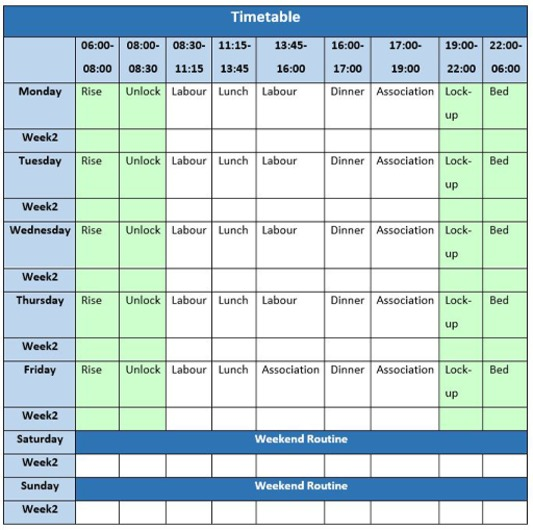 Timetable
06:00-08:00 08:00-08:30 08:30-11:15 11:15-13:45 13:45-16:00 16:00-17:00 17:00-19:00 19:00-22:00 22:00-06:00
Monday Rise Unlock Labour Lunch Labour Dinner Association Lock-up Bed
Week2
Tuesday Rise Unlock Labour Lunch Labour Dinner Association Lock-up Bed
Week2
Wednesday Rise Unlock Labour Lunch Labour Dinner Association Lock-up Bed
Week2
Thursday Rise Unlock Labour Lunch Labour Dinner Association Lock-up Bed
Week2
Friday Rise Unlock Labour Lunch Association Dinner Association Lock-up Bed
Week2
Saturday Weekend Routine
Week2
Sunday Weekend Routine
Week2